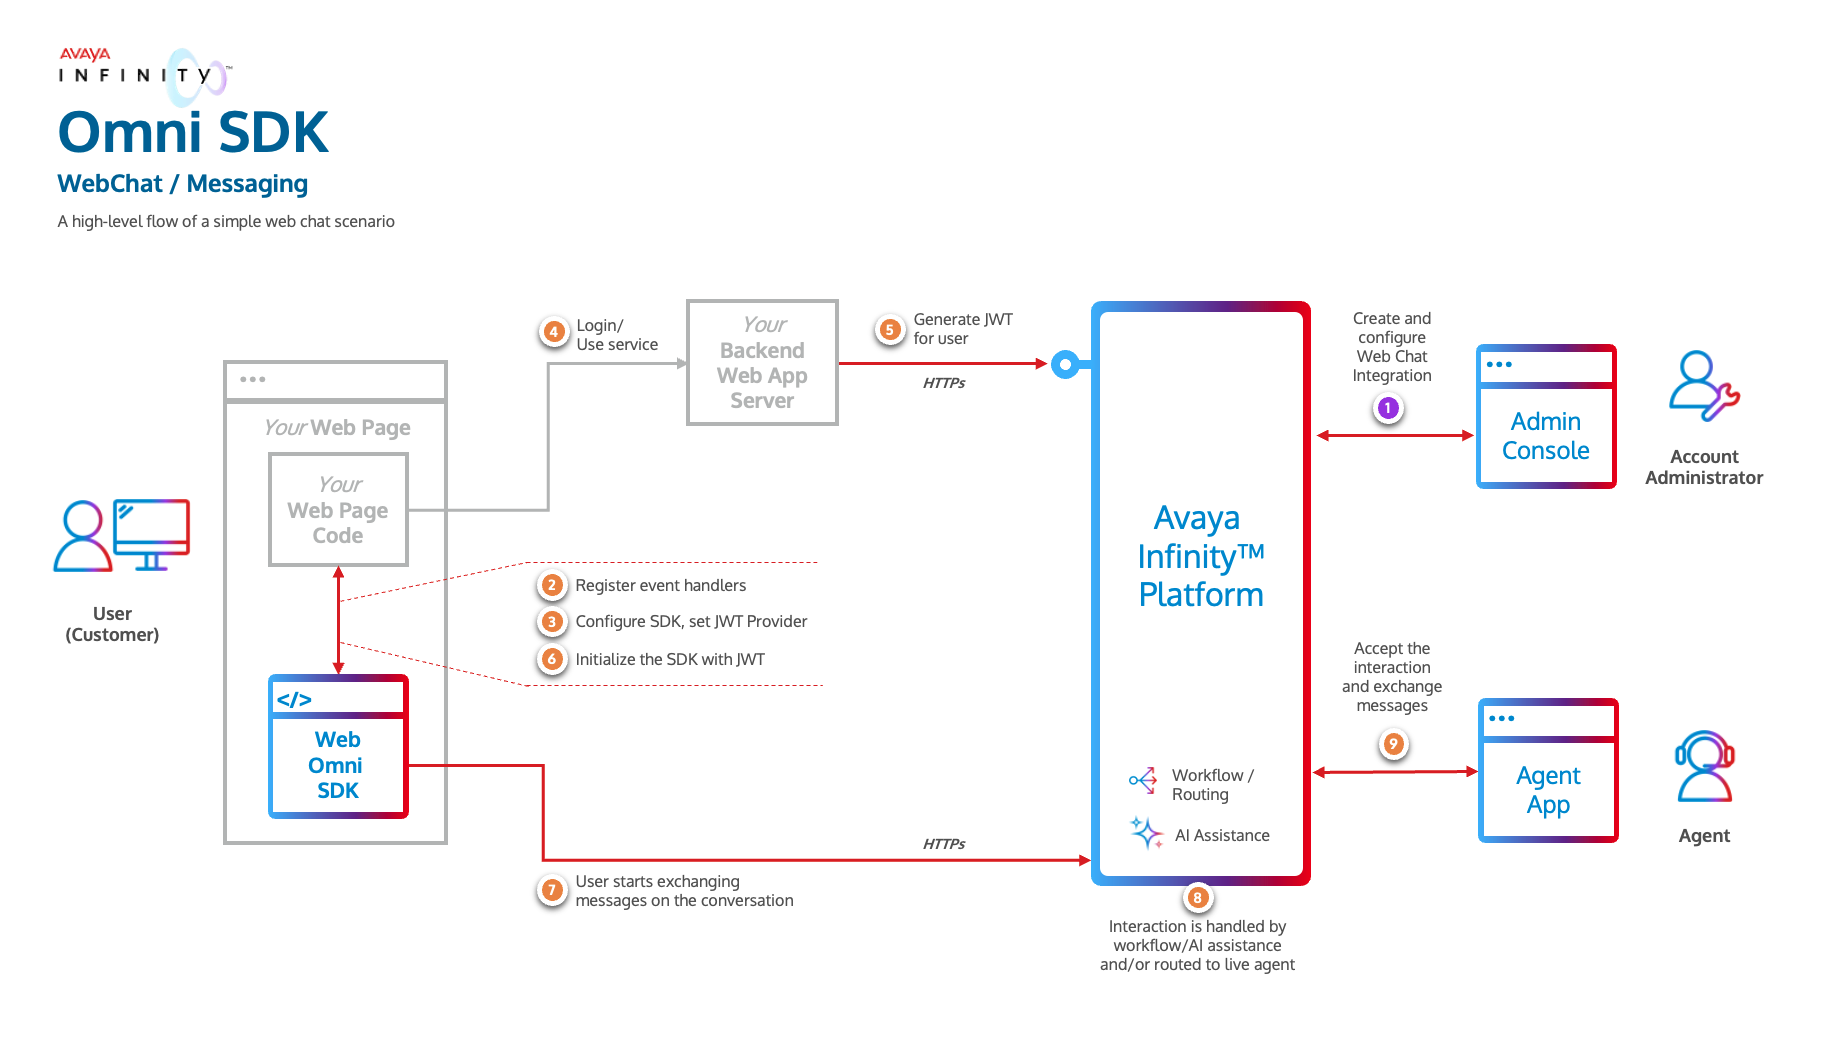 AVAYA
INFINITY™
Omni SDK
WebChat / Messaging
A high-level flow of a simple web chat scenario
User
(Customer)
Your Web Page
Your
Web Page
Code
</>
Web
Omni
SDK
4
Login/
Use service
Your
Backend
Web App
Server
5
Generate JWT
for user
HTTPs
2
Register event handlers
3
Configure SDK, set JWT Provider
6
Initialize the SDK with JWT
HTTPs
7
User starts exchanging
messages on the conversation
Avaya
Infinity™
Platform
Workflow /
Routing
AI Assistance
8
Interaction is handled by
workflow/AI assistance
and/or routed to live agent
Create and
configure
Web Chat
Integration
1
Admin
Console
Account
Administrator
Accept the
interaction
and exchange
messages
9
Agent
App
Agent